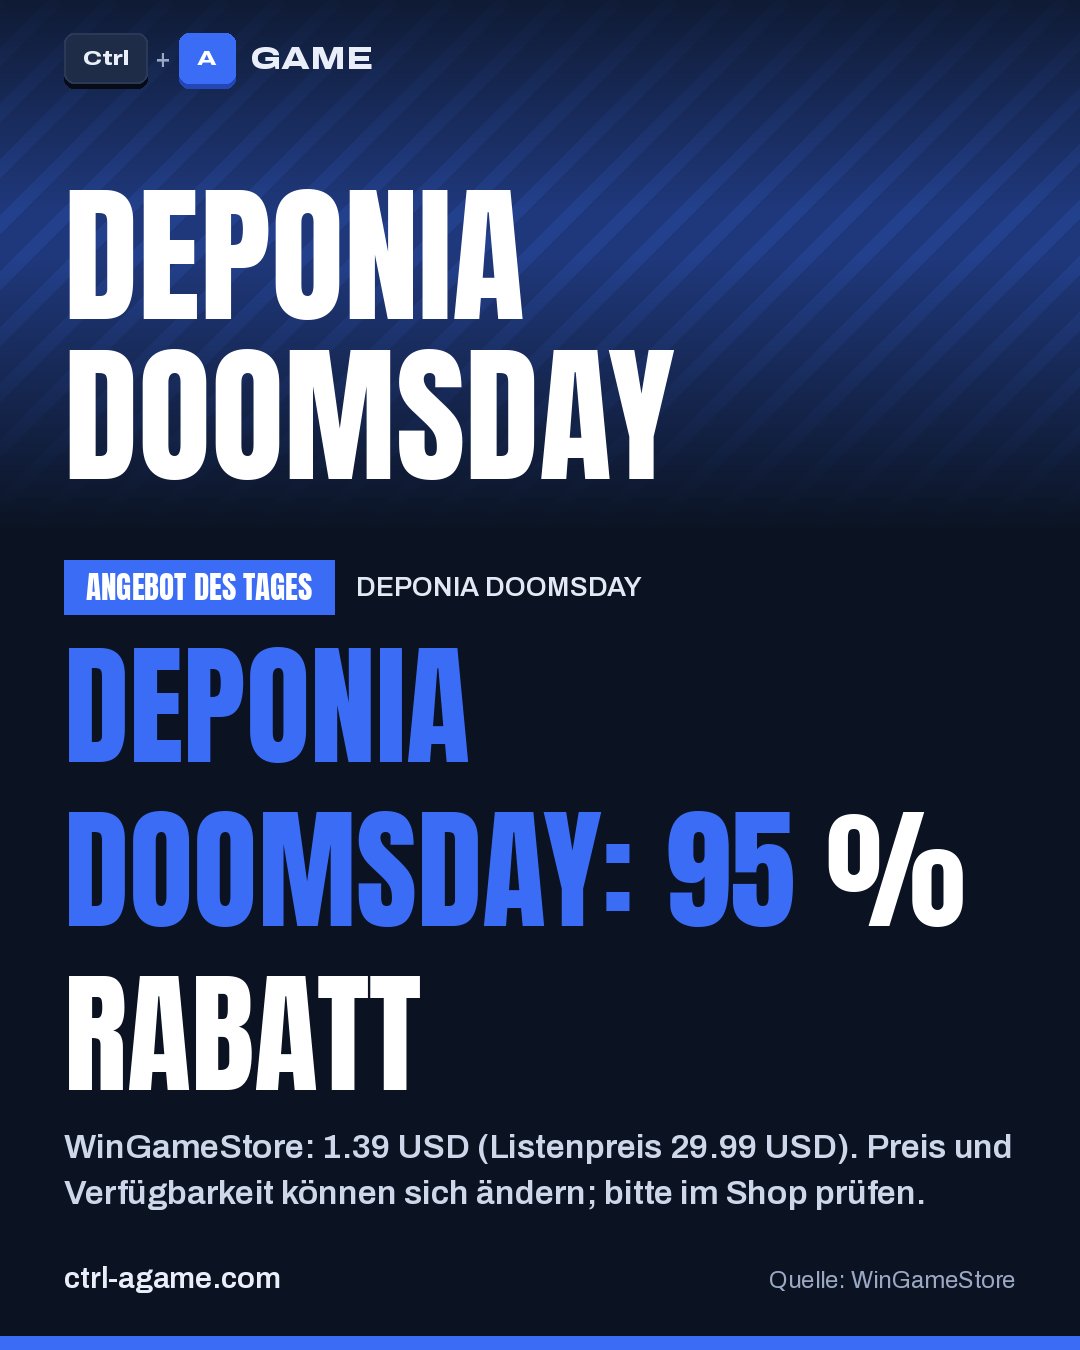 Ctrl + A GAME
DEPONIA
DOOMSDAY
ANGEBOT DES TAGES DEPONIA DOOMSDAY
DEPONIA
DOOMSDAY: 95 %
RABATT
WinGameStore: 1.39 USD (Listenpreis 29.99 USD). Preis und
Verfügbarkeit können sich ändern; bitte im Shop prüfen.
ctrl-agame.com Quelle: WinGameStore